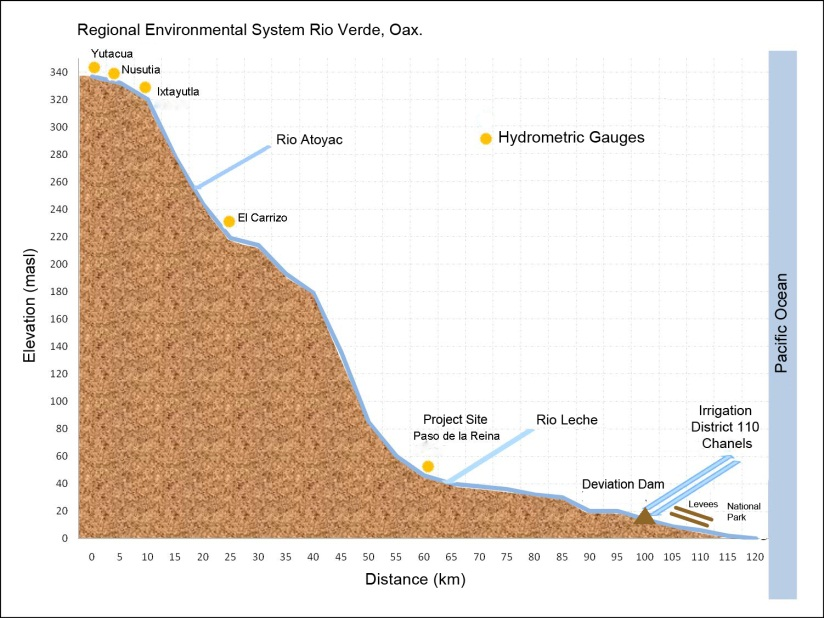 Regional Environmental System Rio Verde, Oax.
Yutacua
Nusutia
Ixtayutla
Rio Atoyac
Hydrometric Gauges
El Carrizo
Project Site
Paso de la Reina
Rio Leche
Irrigation
District 110
Chanels
Deviation Dam
Levees
National
Park
Pacific Ocean
Elevation (masl)
340
320
300
280
260
240
220
200
180
160
140
120
100
80
60
40
20
0
0 5 10 15 20 25 30 35 40 45 50 55 60 65 70 75 80 85 90 95 100 105 110 115 120
Distance (km)